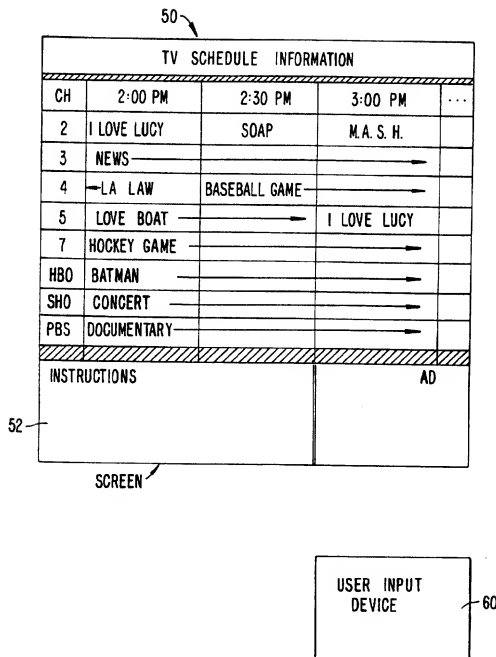 50
TV SCHEDULE INFORMATION
CH 2:00 PM 2:30 PM 3:00 PM ...
2 I LOVE LUCY SOAP M.A.S.H.
3 NEWS
4 LA LAW BASEBALL GAME
5 LOVE BOAT I LOVE LUCY
7 HOCKEY GAME
HBO BATMAN
SHO CONCERT
PBS DOCUMENTARY
INSTRUCTIONS AD
52
SCREEN
USER INPUT
DEVICE
60